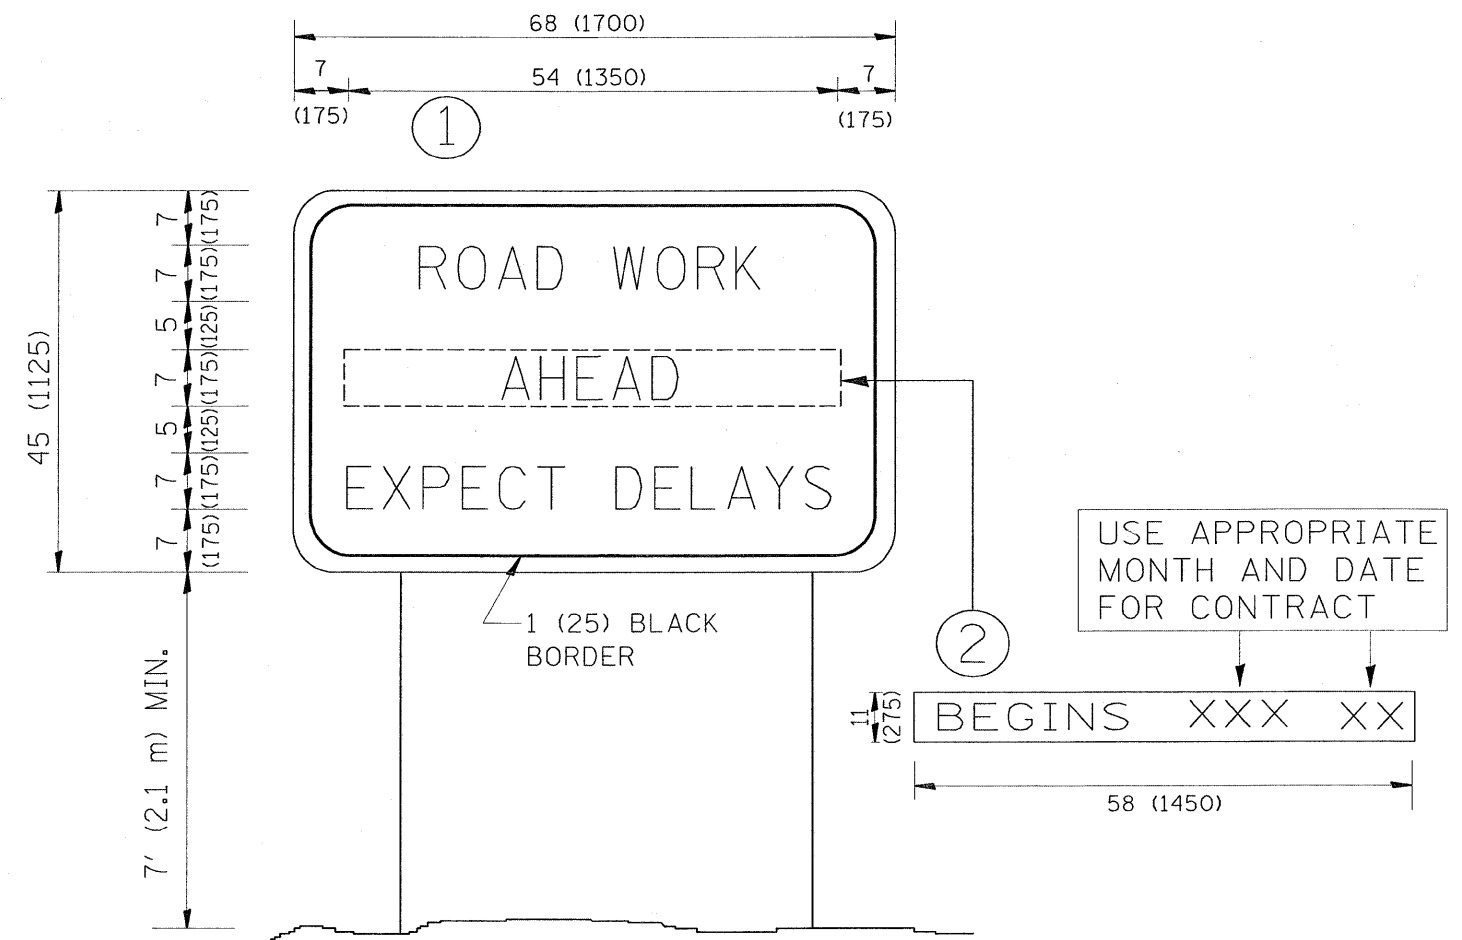 68 (1700)
7 54 (1350) 7
(175) (175)
1
45 (1125)
7 (175)
7 (175)
5 (125)
7 (175)
5 (125)
7 (175)
7 (175)
ROAD WORK
AHEAD
EXPECT DELAYS
1 (25) BLACK
BORDER
7' (2.1 m) MIN.
2
USE APPROPRIATE
MONTH AND DATE
FOR CONTRACT
11
(275)
BEGINS XXX XX
58 (1450)